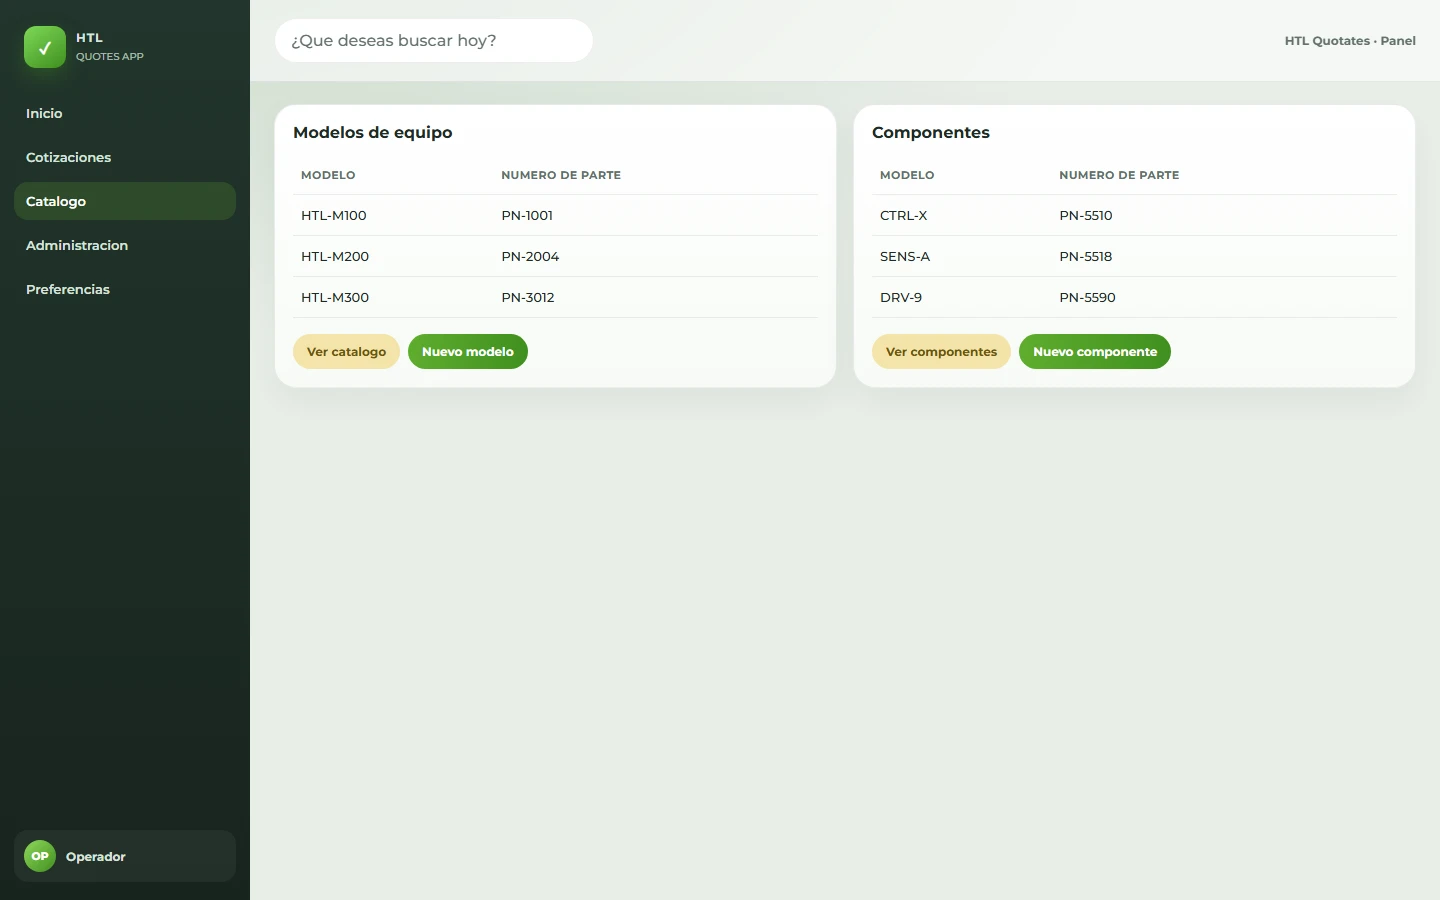 ✓
HTL
QUOTES APP
Inicio
Cotizaciones
Catalogo
Administracion
Preferencias
OP Operador
¿Que deseas buscar hoy?
HTL Quotates · Panel
Modelos de equipo
MODELO NUMERO DE PARTE
HTL-M100 PN-1001
HTL-M200 PN-2004
HTL-M300 PN-3012
Ver catalogo Nuevo modelo
Componentes
MODELO NUMERO DE PARTE
CTRL-X PN-5510
SENS-A PN-5518
DRV-9 PN-5590
Ver componentes Nuevo componente